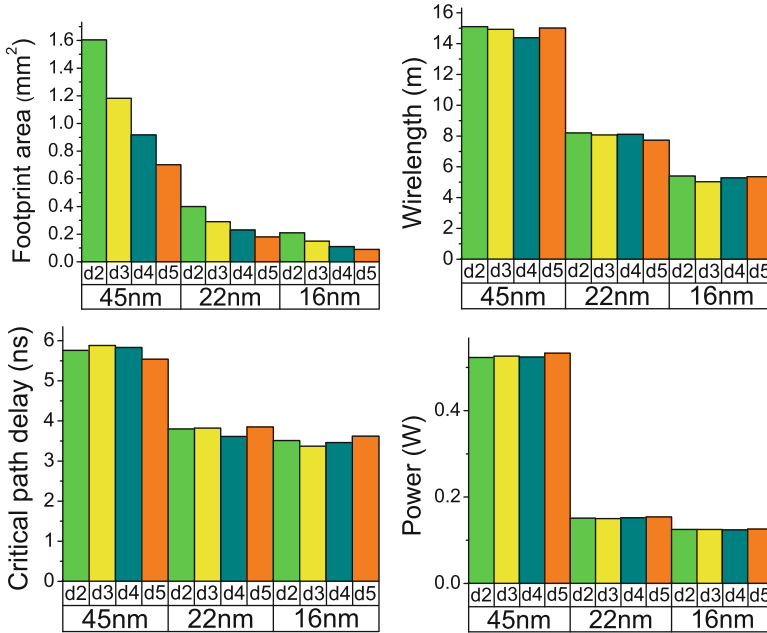 Footprint area (mm²)
1.6
1.4
1.2
1.0
0.8
0.6
0.4
0.2
0.0
d2 d3 d4 d5 d2 d3 d4 d5 d2 d3 d4 d5
45nm 22nm 16nm
Wirelength (m)
16
14
12
10
8
6
4
2
0
d2 d3 d4 d5 d2 d3 d4 d5 d2 d3 d4 d5
45nm 22nm 16nm
Critical path delay (ns)
6
5
4
3
2
1
0
d2 d3 d4 d5 d2 d3 d4 d5 d2 d3 d4 d5
45nm 22nm 16nm
Power (W)
0.4
0.2
0.0
d2 d3 d4 d5 d2 d3 d4 d5 d2 d3 d4 d5
45nm 22nm 16nm